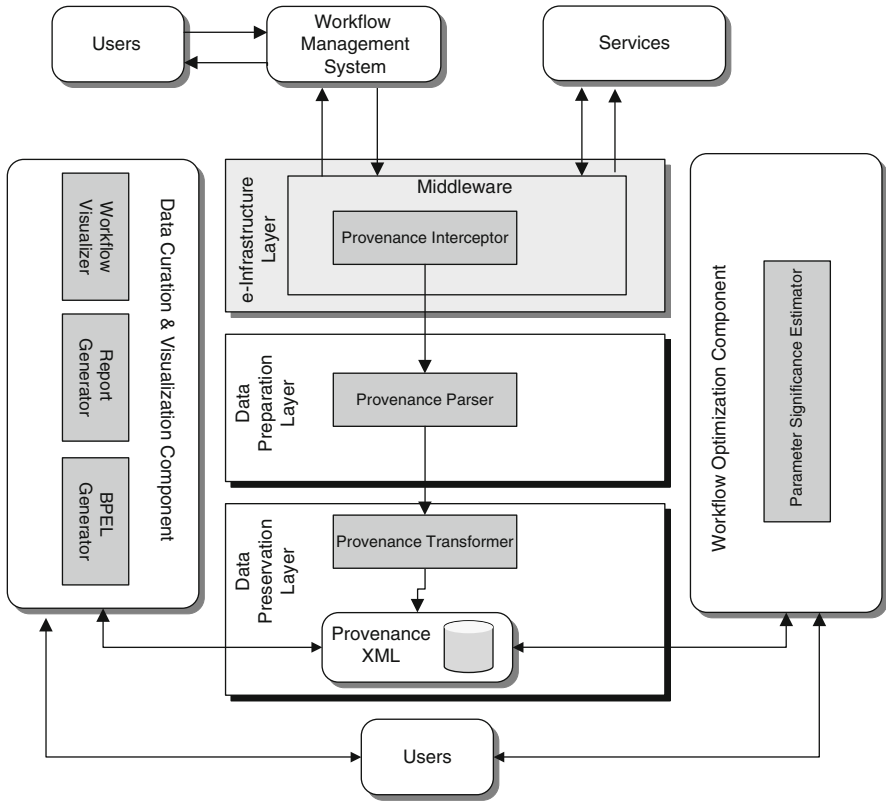 Users
Workflow
Management
System
Services
Workflow
Visualizer
Report
Generator
BPEL
Generator
Data Curation & Visualization Component
e-Infrastructure
Layer
Middleware
Provenance Interceptor
Data
Preparation
Layer
Provenance Parser
Data
Preservation
Layer
Provenance Transformer
Provenance
XML
Workflow Optimization Component
Parameter Significance Estimator
Users